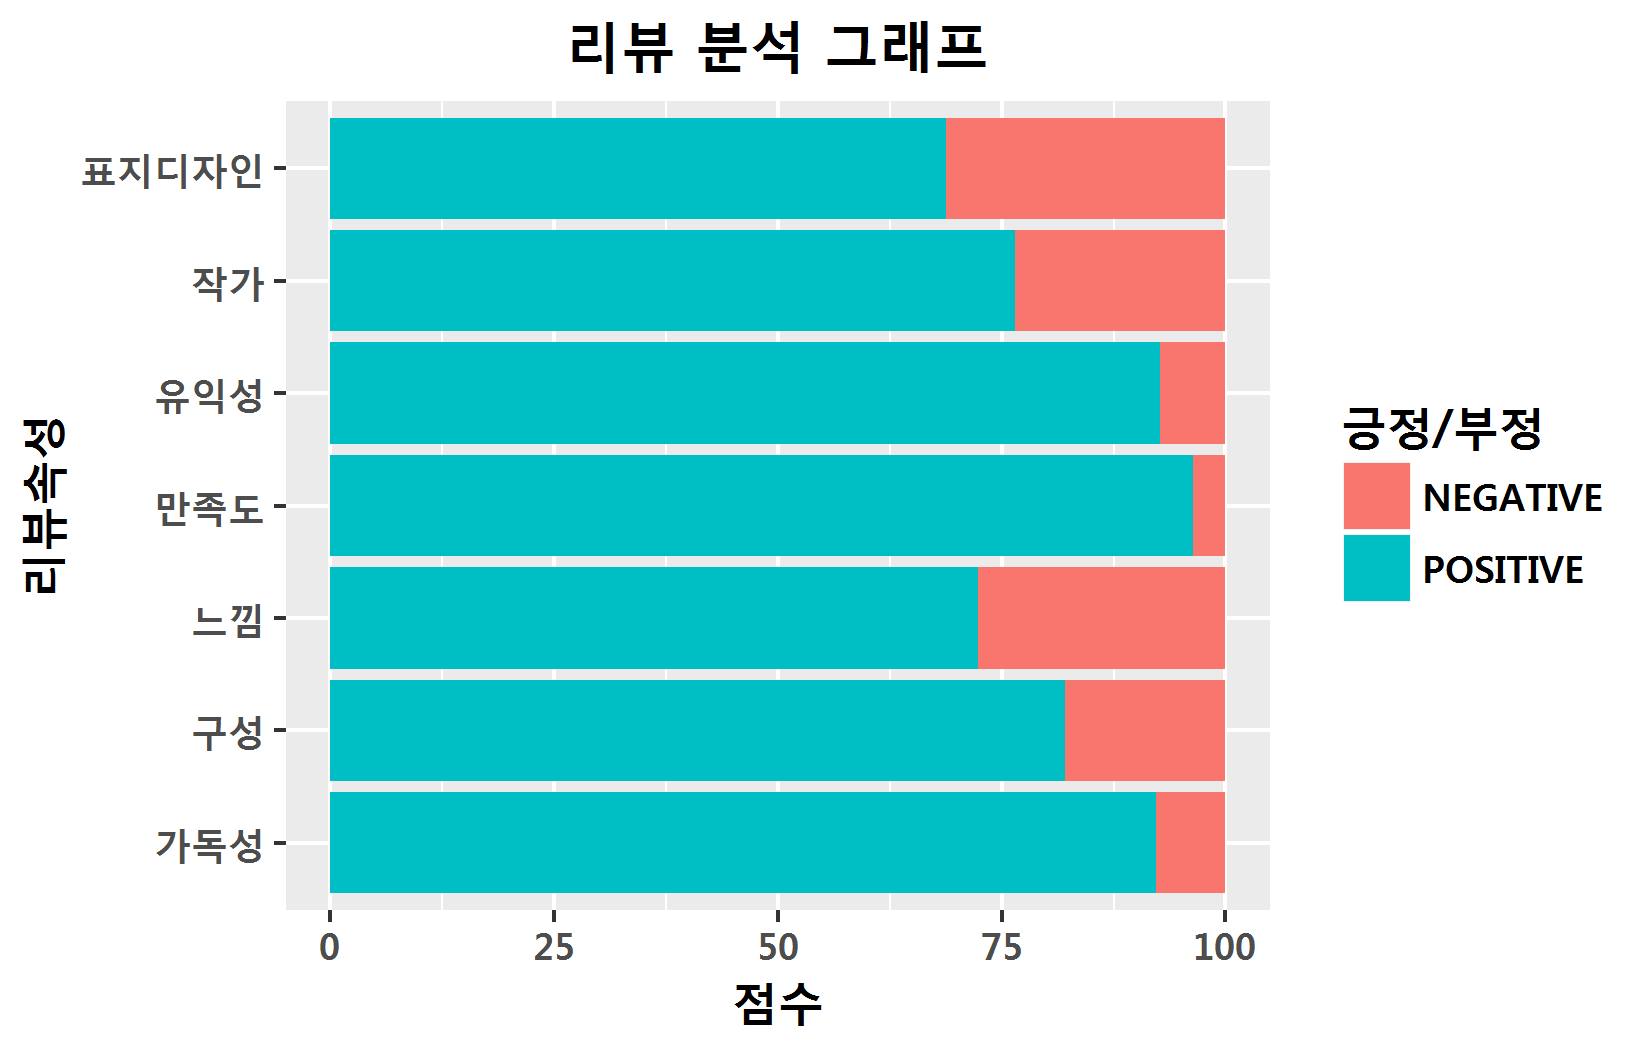 리뷰 분석 그래프
리뷰속성
표지디자인
작가
유익성
만족도
느낌
구성
가독성
0 25 50 75 100
점수
긍정/부정
NEGATIVE
POSITIVE